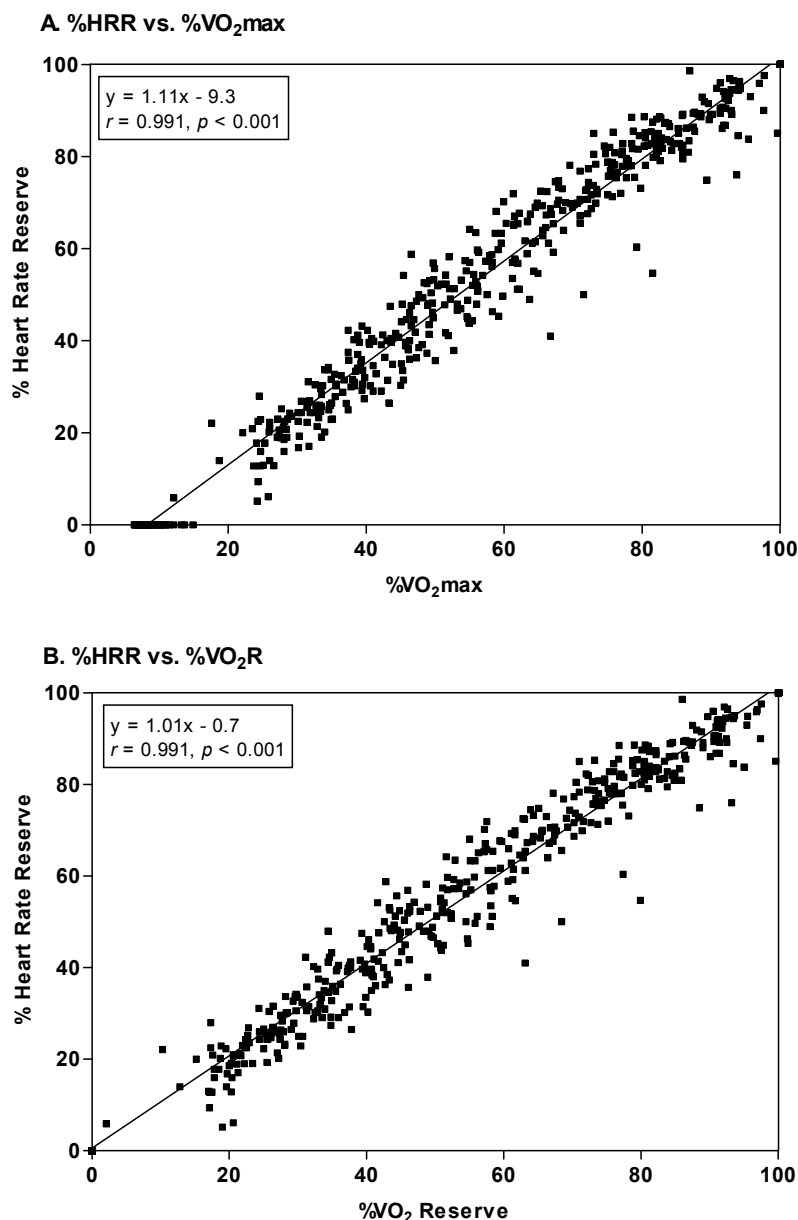 A. %HRR vs. %VO₂max
100
80
60
40
20
0
% Heart Rate Reserve
y = 1.11x - 9.3
r = 0.991, p < 0.001
0 20 40 60 80 100
%VO₂max
B. %HRR vs. %VO₂R
100
80
60
40
20
0
% Heart Rate Reserve
y = 1.01x - 0.7
r = 0.991, p < 0.001
0 20 40 60 80 100
%VO₂ Reserve